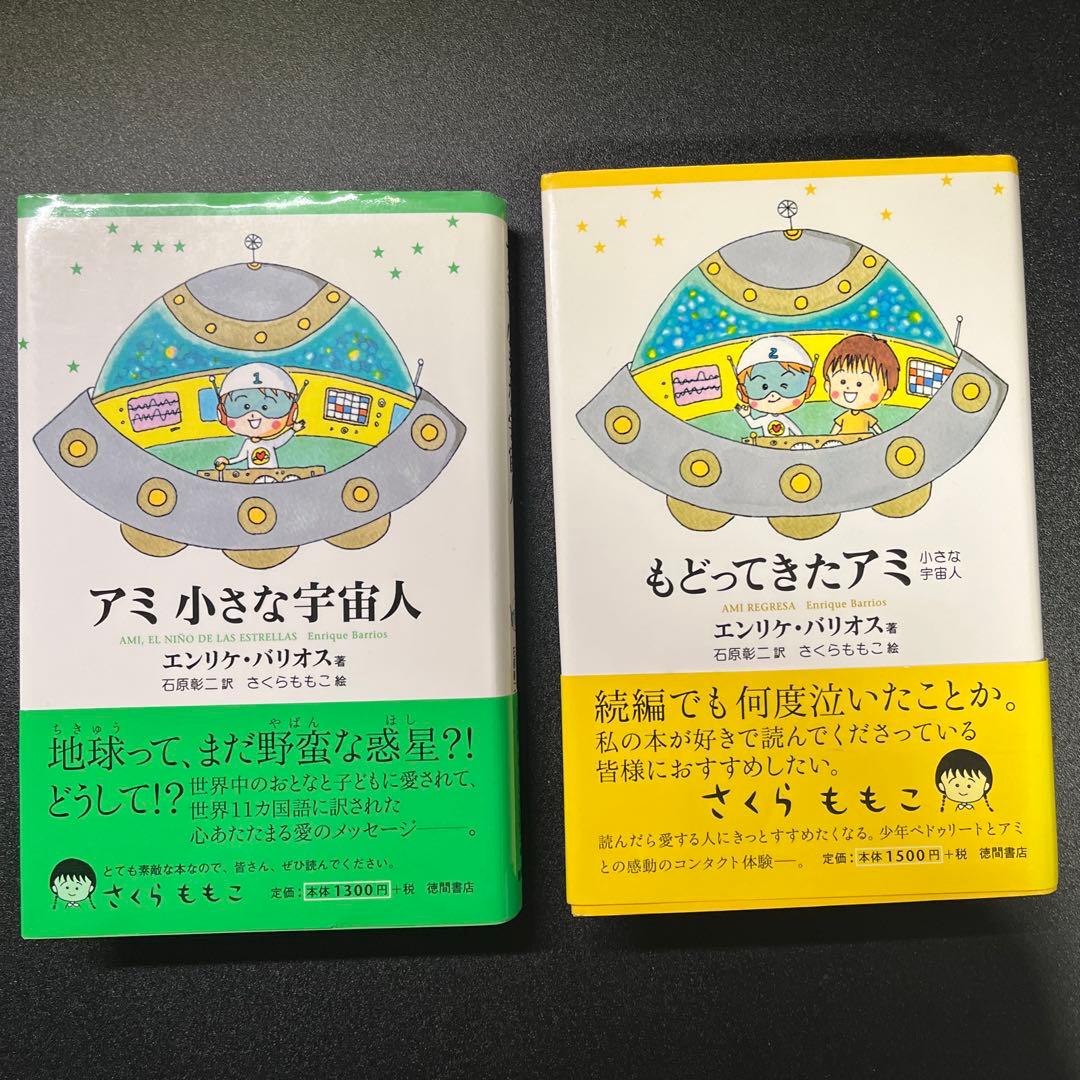 1
アミ 小さな宇宙人
AMI, EL NIÑO DE LAS ESTRELLAS Enrique Barrios
エンリケ・バリオス著
石原彰二訳 さくらももこ絵
ちきゅう やばん ほし
地球って、まだ野蛮な惑星?!
どうして!?
世界中のおとなと子どもに愛されて、
世界11カ国語に訳された
心あたたまる愛のメッセージ――。
とても素敵な本なので、皆さん、ぜひ読んでください。
さくら ももこ
定価:本体1300円+税 徳間書店
2
もどってきたアミ 小さな
宇宙人
AMI REGRESA Enrique Barrios
エンリケ・バリオス著
石原彰二訳 さくらももこ絵
続編でも何度泣いたことか。
私の本が好きで読んでくださっている
皆様におすすめしたい。
さくら ももこ
読んだら愛する人にきっとすすめたくなる。少年ペドゥリートとアミ
との感動のコンタクト体験―。 定価:本体1500円+税 徳間書店